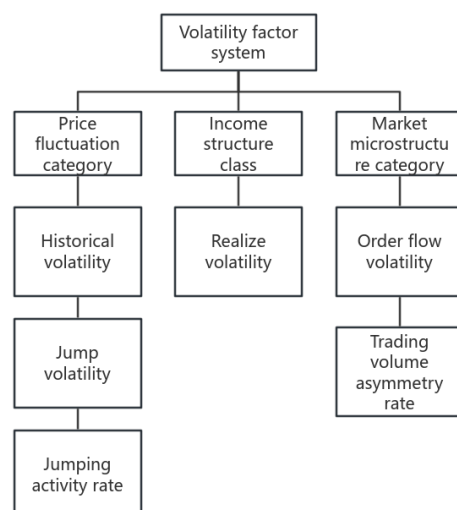 Volatility factor
system
Price
fluctuation
category
Income
structure
class
Market
microstructu
re category
Historical
volatility
Realize
volatility
Order flow
volatility
Jump
volatility
Trading
volume
asymmetry
rate
Jumping
activity rate